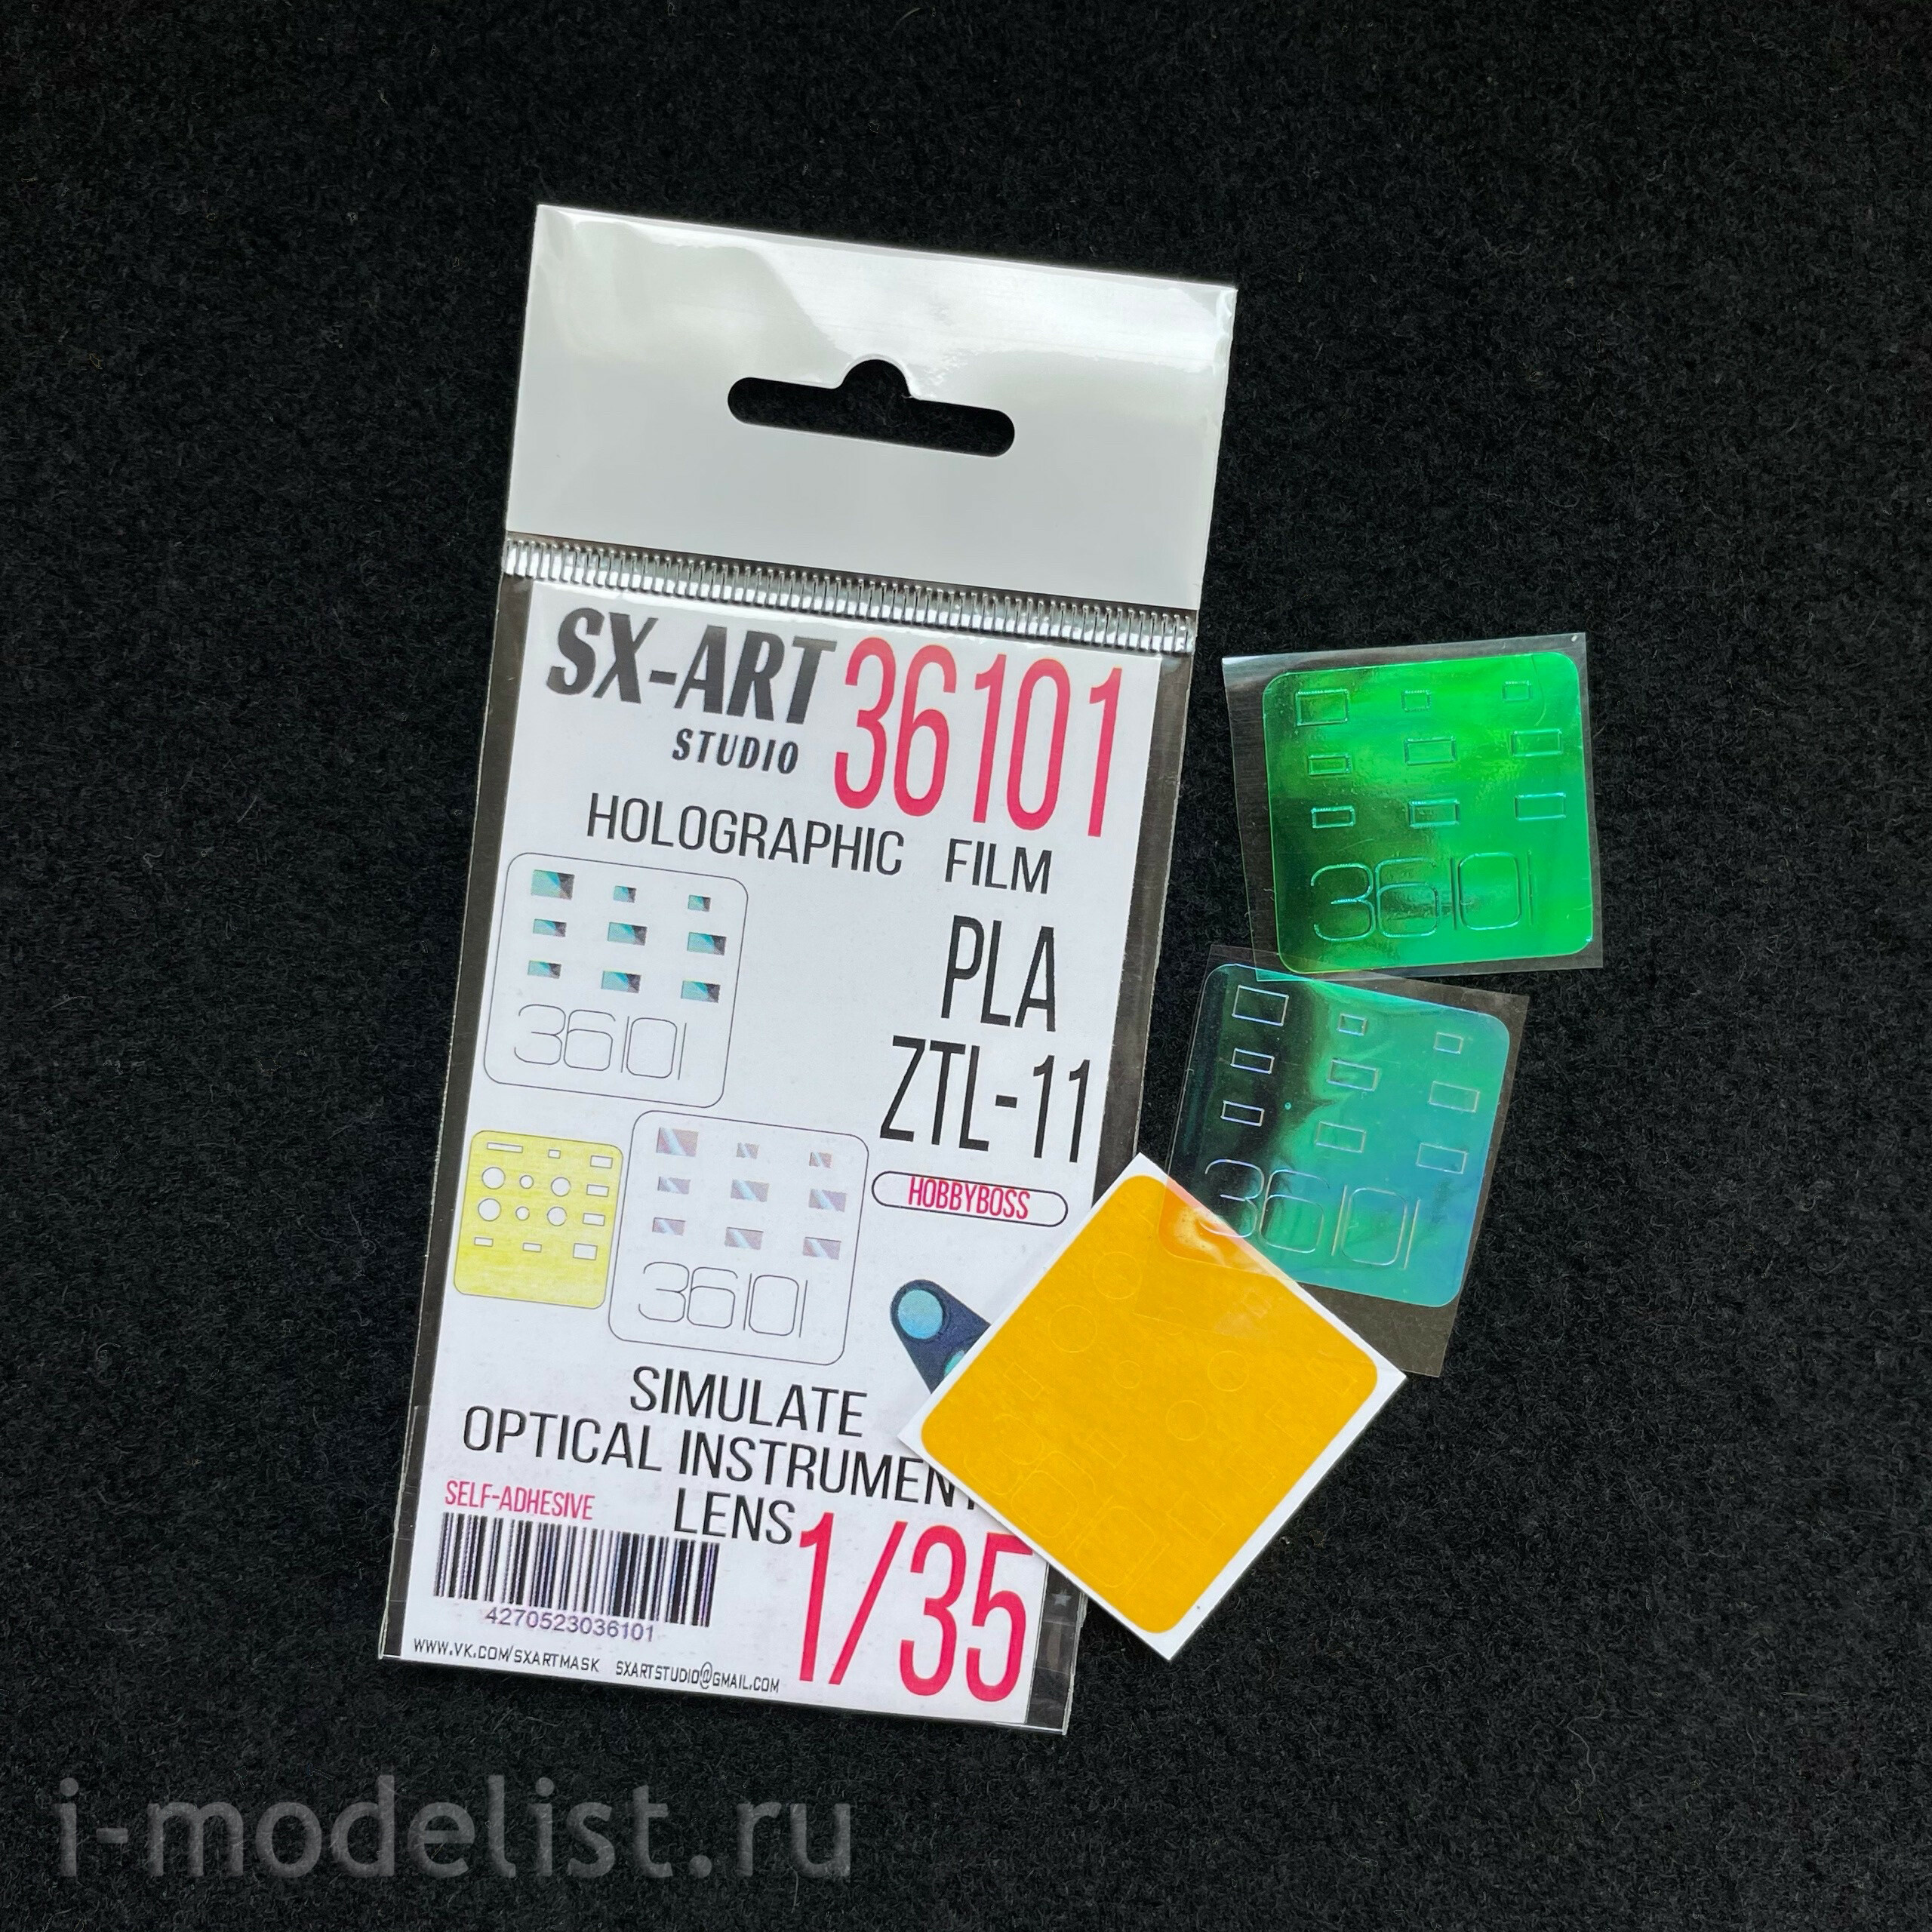 SX-ART 36101
STUDIO
HOLOGRAPHIC FILM
PLA
ZTL-11
HOBBYBOSS
36101
36101
SIMULATE
OPTICAL INSTRUMEN
LENS
SELF-ADHESIVE
4270523036101
1/35
WWW.VK.COM/SXARTMASK SXARTSTUDIO@GMAIL.COM
36101
36101
i-modelist.ru